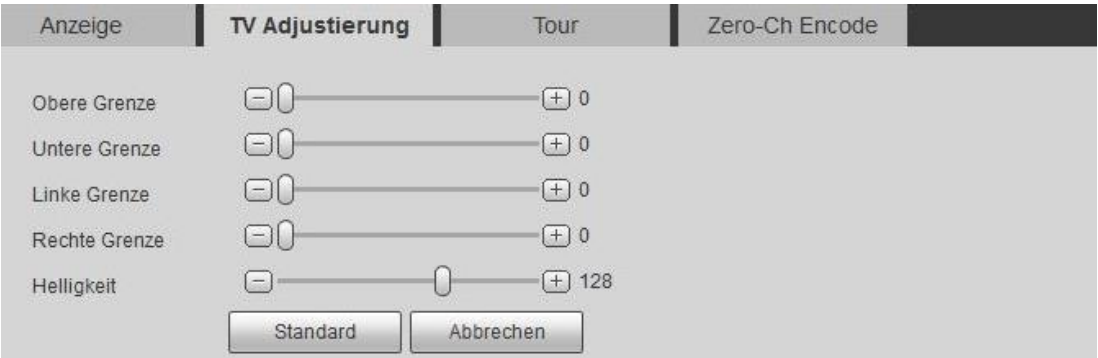 Anzeige TV Adjustierung Tour Zero-Ch Encode
Obere Grenze 0
Untere Grenze 0
Linke Grenze 0
Rechte Grenze 0
Helligkeit 128
Standard Abbrechen